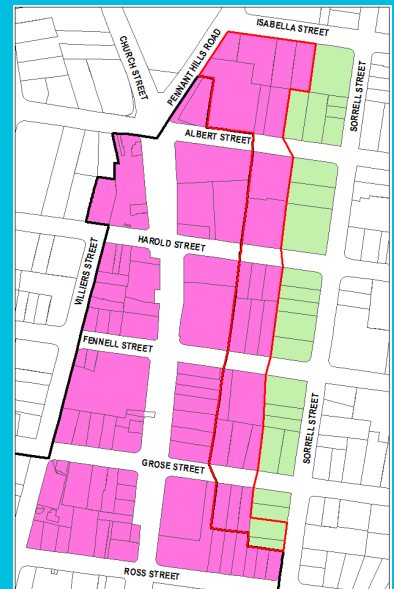 ISABELLA STREET
CHURCH STREET
PENNANT HILLS ROAD
SORRELL STREET
ALBERT STREET
HAROLD STREET
VILLIERS STREET
FENNELL STREET
SORRELL STREET
GROSE STREET
ROSS STREET